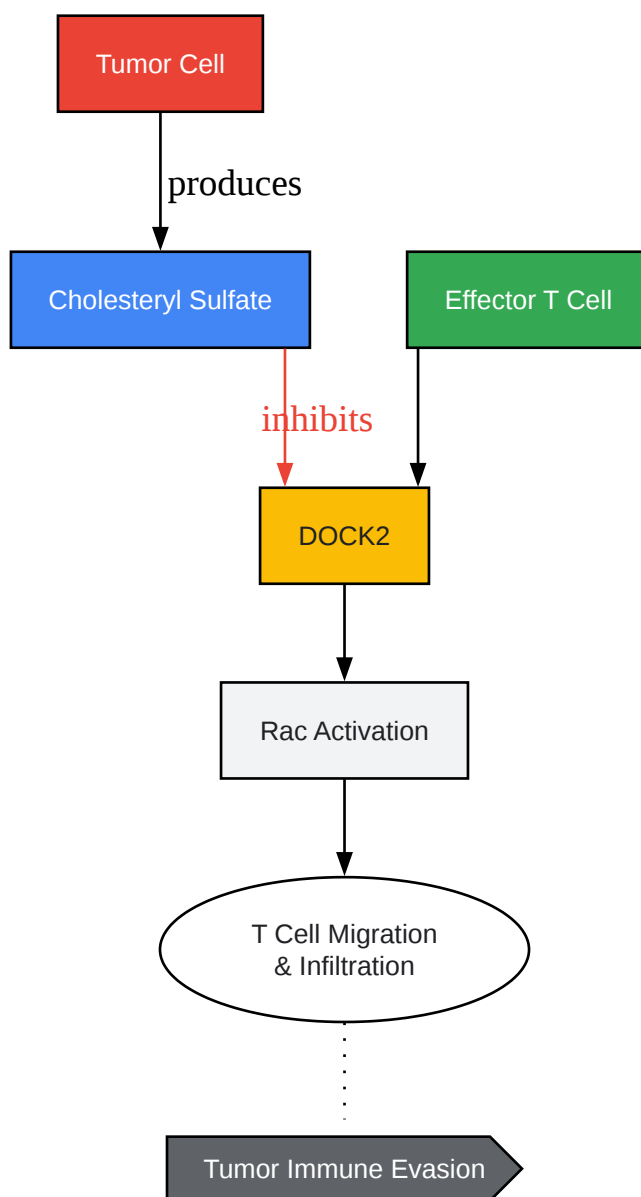 Tumor Cell
produces
Cholesteryl Sulfate
Effector T Cell
inhibits
DOCK2
Rac Activation
T Cell Migration
& Infiltration
Tumor Immune Evasion